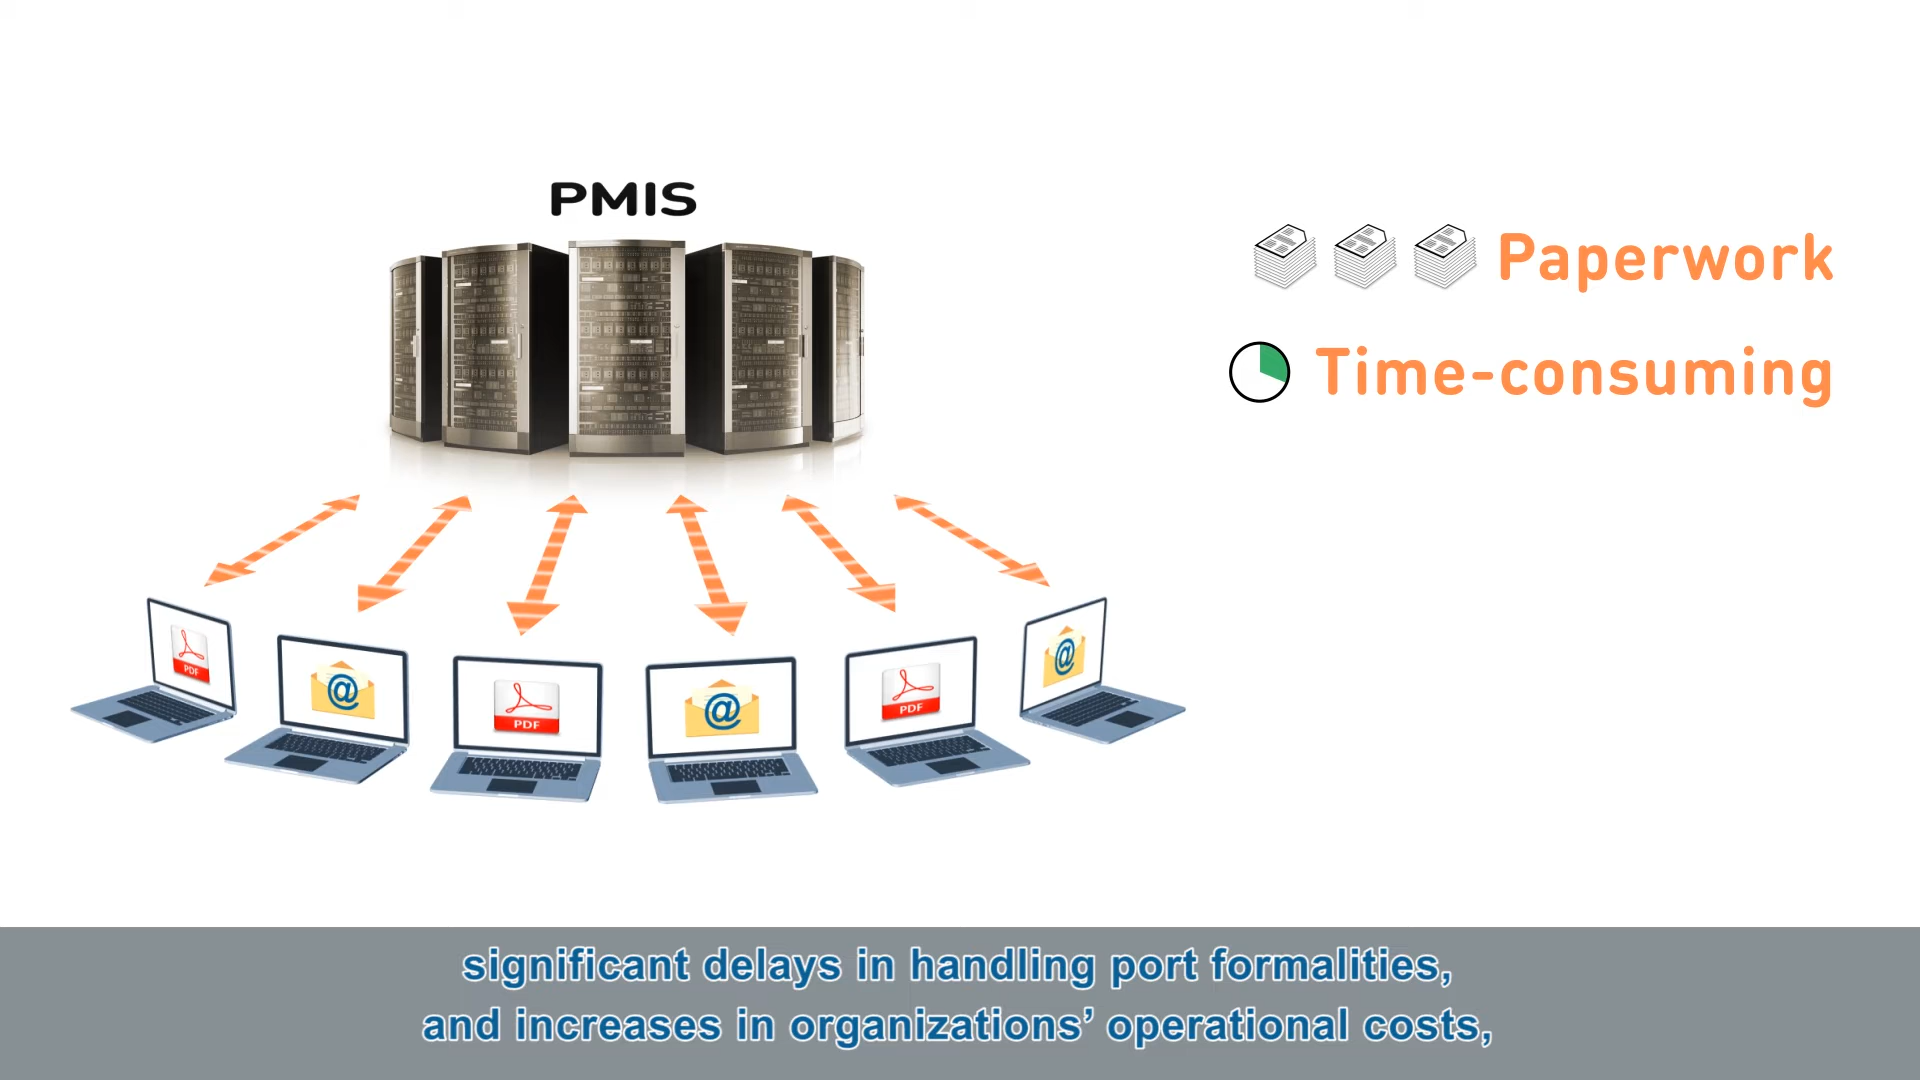 PMIS
Paperwork
Time-consuming
PDF
@
PDF
@
PDF
@
significant delays in handling port formalities,
and increases in organizations’ operational costs,